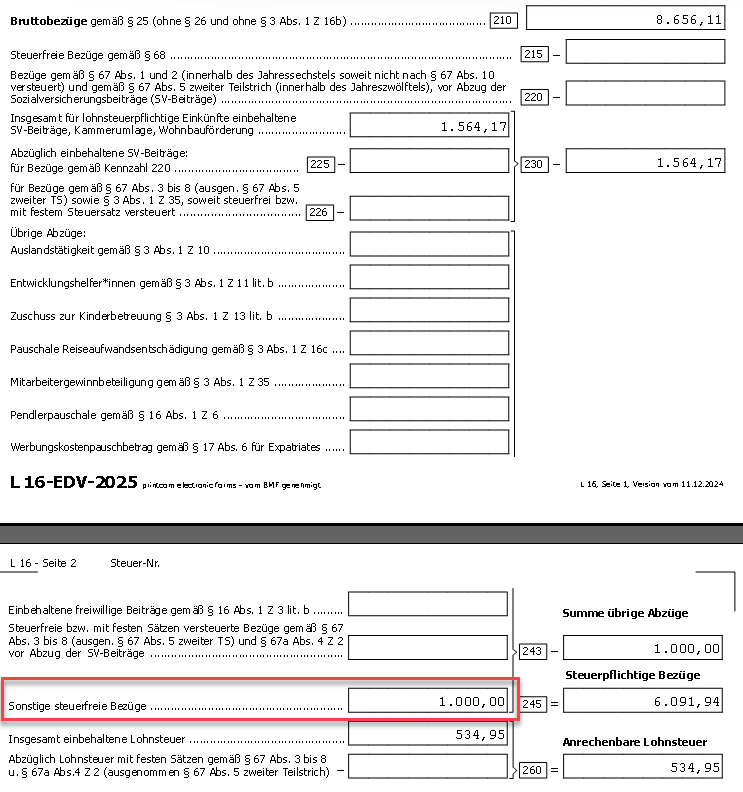 Bruttobezüge gemäß § 25 (ohne § 26 und ohne § 3 Abs. 1 Z 16b) ........................................ 210 8.656,11
Steuerfreie Bezüge gemäß § 68 ........................................ 215 –
Bezüge gemäß § 67 Abs. 1 und 2 (innerhalb des Jahressechstels soweit nicht nach § 67 Abs. 10
versteuert) und gemäß § 67 Abs. 5 zweiter Teilstrich (innerhalb des Jahreszwölftels), vor Abzug der
Sozialversicherungsbeiträge (SV-Beiträge) ........................................ 220 –
Insgesamt für lohnsteuerpflichtige Einkünfte einbehaltene
SV-Beiträge, Kammerumlage, Wohnbauförderung .................... 1.564,17
Abzüglich einbehaltene SV-Beiträge:
für Bezüge gemäß Kennzahl 220 .............................. 225 – 230 – 1.564,17
für Bezüge gemäß § 67 Abs. 3 bis 8 (ausgen. § 67 Abs. 5
zweiter TS) sowie § 3 Abs. 1 Z 35, soweit steuerfrei bzw.
mit festem Steuersatz versteuert .............................. 226 –
Übrige Abzüge:
Auslandstätigkeit gemäß § 3 Abs. 1 Z 10 ..............................
Entwicklungshelfer*innen gemäß § 3 Abs. 1 Z 11 lit. b ..................
Zuschuss zur Kinderbetreuung § 3 Abs. 1 Z 13 lit. b ..................
Pauschale Reiseaufwandsentschädigung gemäß § 3 Abs. 1 Z 16c ....
Mitarbeitergewinnbeteiligung gemäß § 3 Abs. 1 Z 35 ..................
Pendlerpauschale gemäß § 16 Abs. 1 Z 6 ..............................
Werbungskostenpauschbetrag gemäß § 17 Abs. 6 für Expatriates ......
L 16-EDV-2025 printcom electronic forms – vom BMF genehmigt L 16, Seite 1, Version vom 11.12.2024
L 16 - Seite 2 Steuer-Nr.
Einbehaltene freiwillige Beiträge gemäß § 16 Abs. 1 Z 3 lit. b .........
Summe übrige Abzüge
Steuerfreie bzw. mit festen Sätzen versteuerte Bezüge gemäß § 67
Abs. 3 bis 8 (ausgen. § 67 Abs. 5 zweiter TS) und § 67a Abs. 4 Z 2
vor Abzug der SV-Beiträge ........................................ 243 – 1.000,00
Steuerpflichtige Bezüge
Sonstige steuerfreie Bezüge ........................................ 1.000,00 245 = 6.091,94
Insgesamt einbehaltene Lohnsteuer .............................. 534,95
Anrechenbare Lohnsteuer
Abzüglich Lohnsteuer mit festen Sätzen gemäß § 67 Abs. 3 bis 8
u. § 67a Abs.4 Z 2 (ausgenommen § 67 Abs. 5 zweiter Teilstrich) – 260 = 534,95